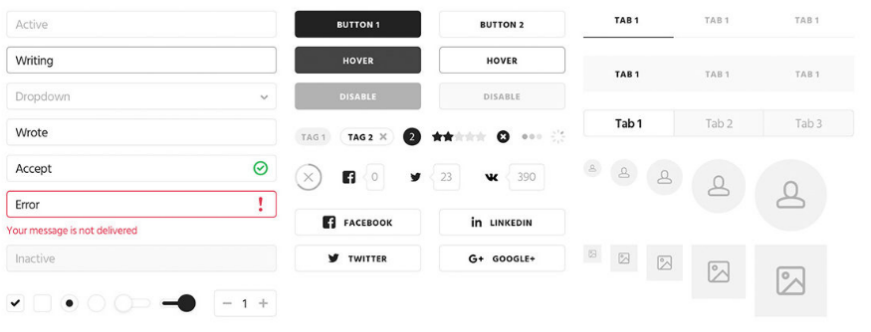 Active
Writing
Dropdown
Wrote
Accept
Error
!
Your message is not delivered
Inactive
− 1 +
BUTTON 1
BUTTON 2
HOVER
HOVER
DISABLE
DISABLE
TAG 1
TAG 2 ×
2
0
23
390
FACEBOOK
in LINKEDIN
TWITTER
G+ GOOGLE+
TAB 1 TAB 1 TAB 1
TAB 1 TAB 1 TAB 1
Tab 1 Tab 2 Tab 3